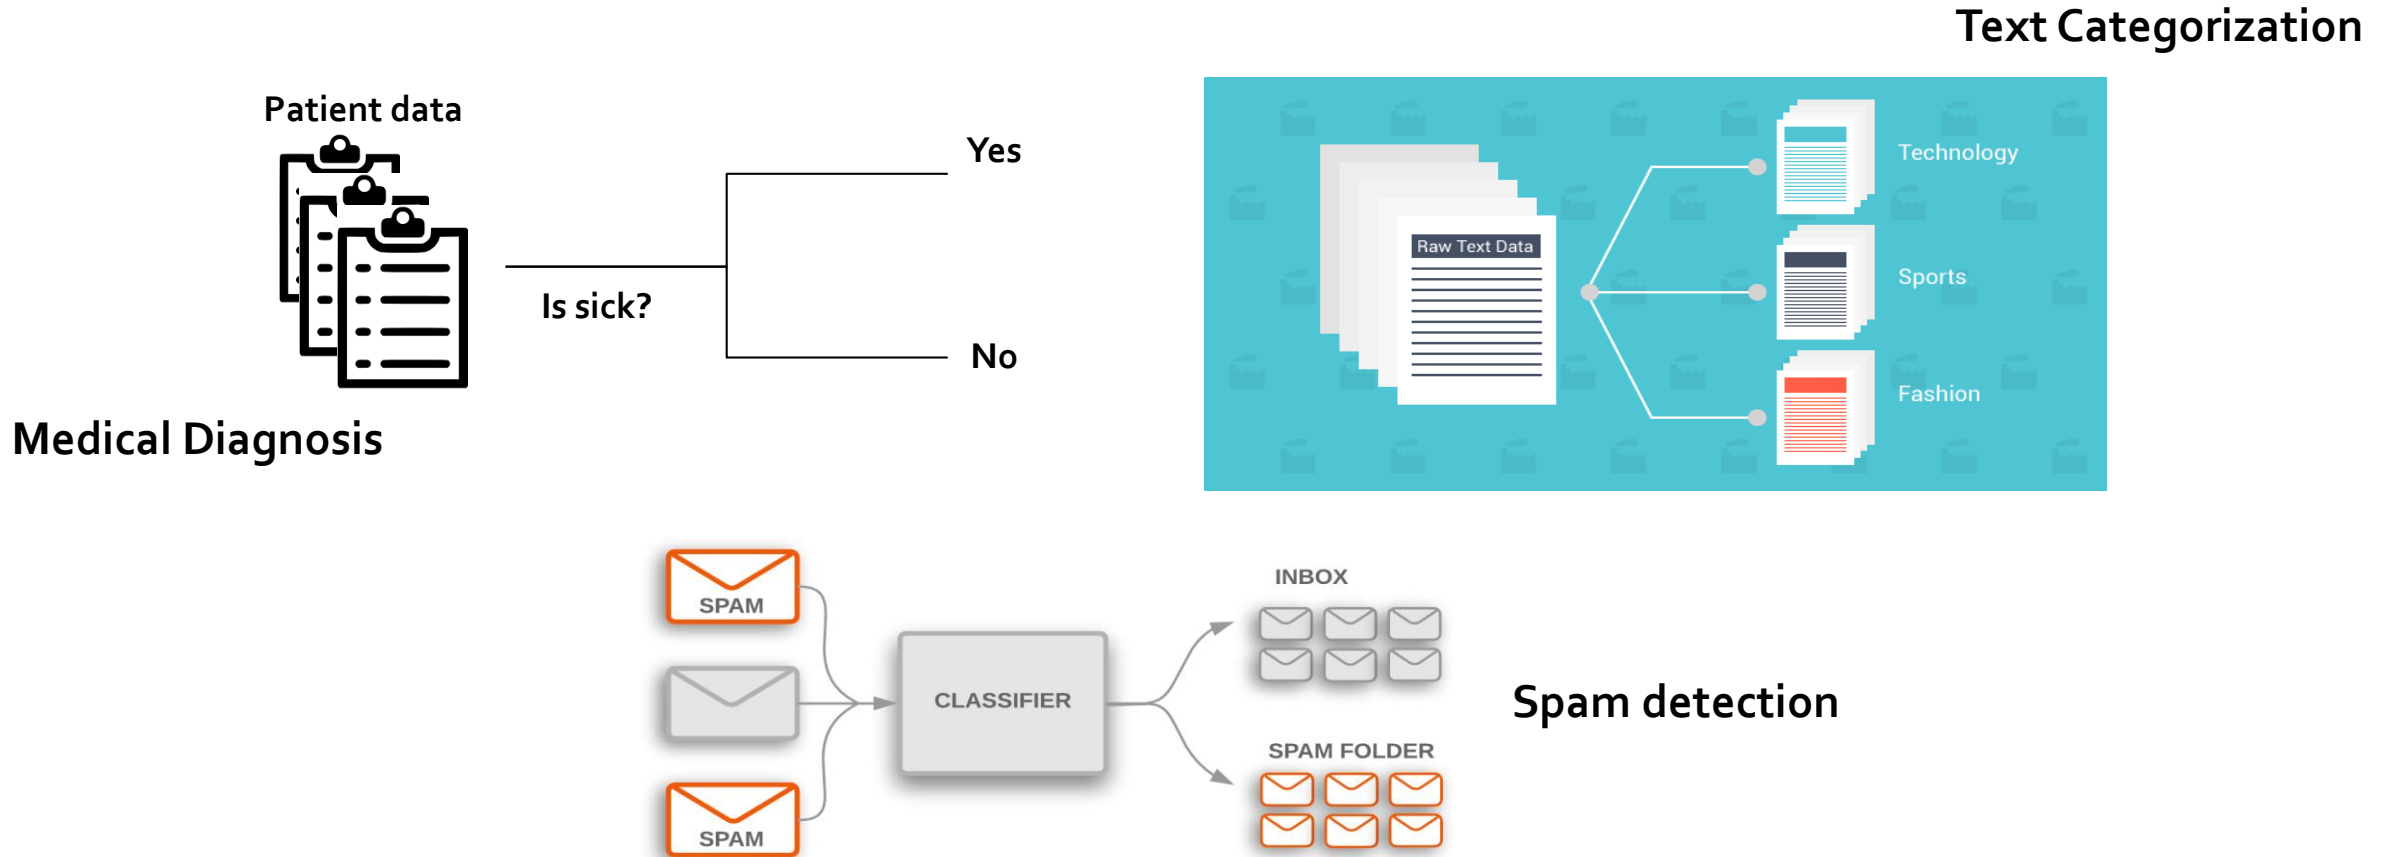 Text Categorization
Patient data
Yes
Is sick?
No
Medical Diagnosis
Raw Text Data
Technology
Sports
Fashion
SPAM
SPAM
CLASSIFIER
INBOX
SPAM FOLDER
Spam detection